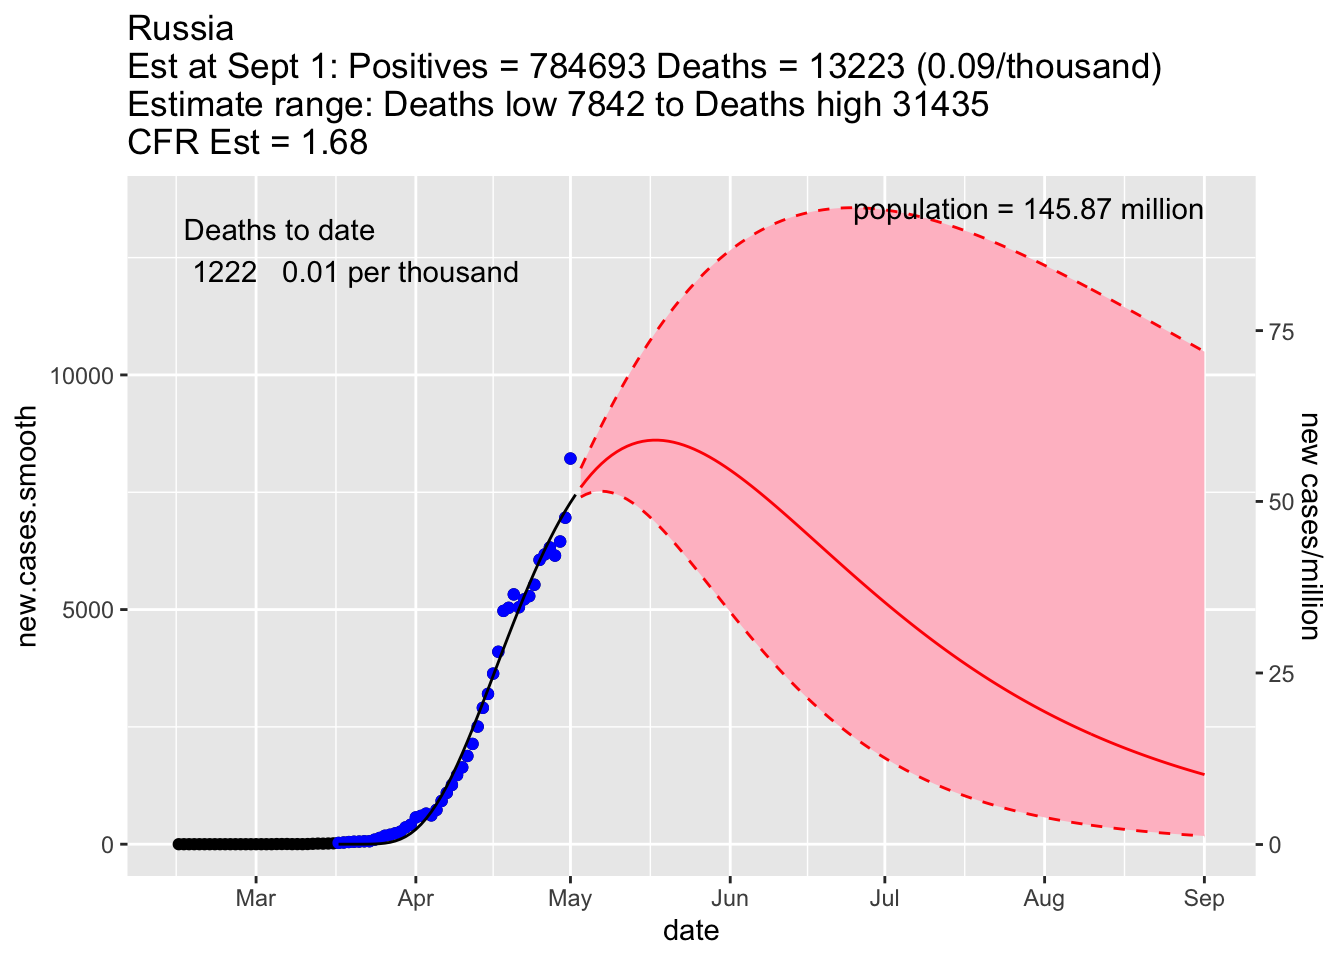 Russia
Est at Sept 1: Positives = 784693 Deaths = 13223 (0.09/thousand)
Estimate range: Deaths low 7842 to Deaths high 31435
CFR Est = 1.68
Deaths to date
1222 0.01 per thousand
population = 145.87 million
new.cases.smooth
10000
5000
0
75
50
25
0
new cases/million
Mar Apr May Jun Jul Aug Sep
date